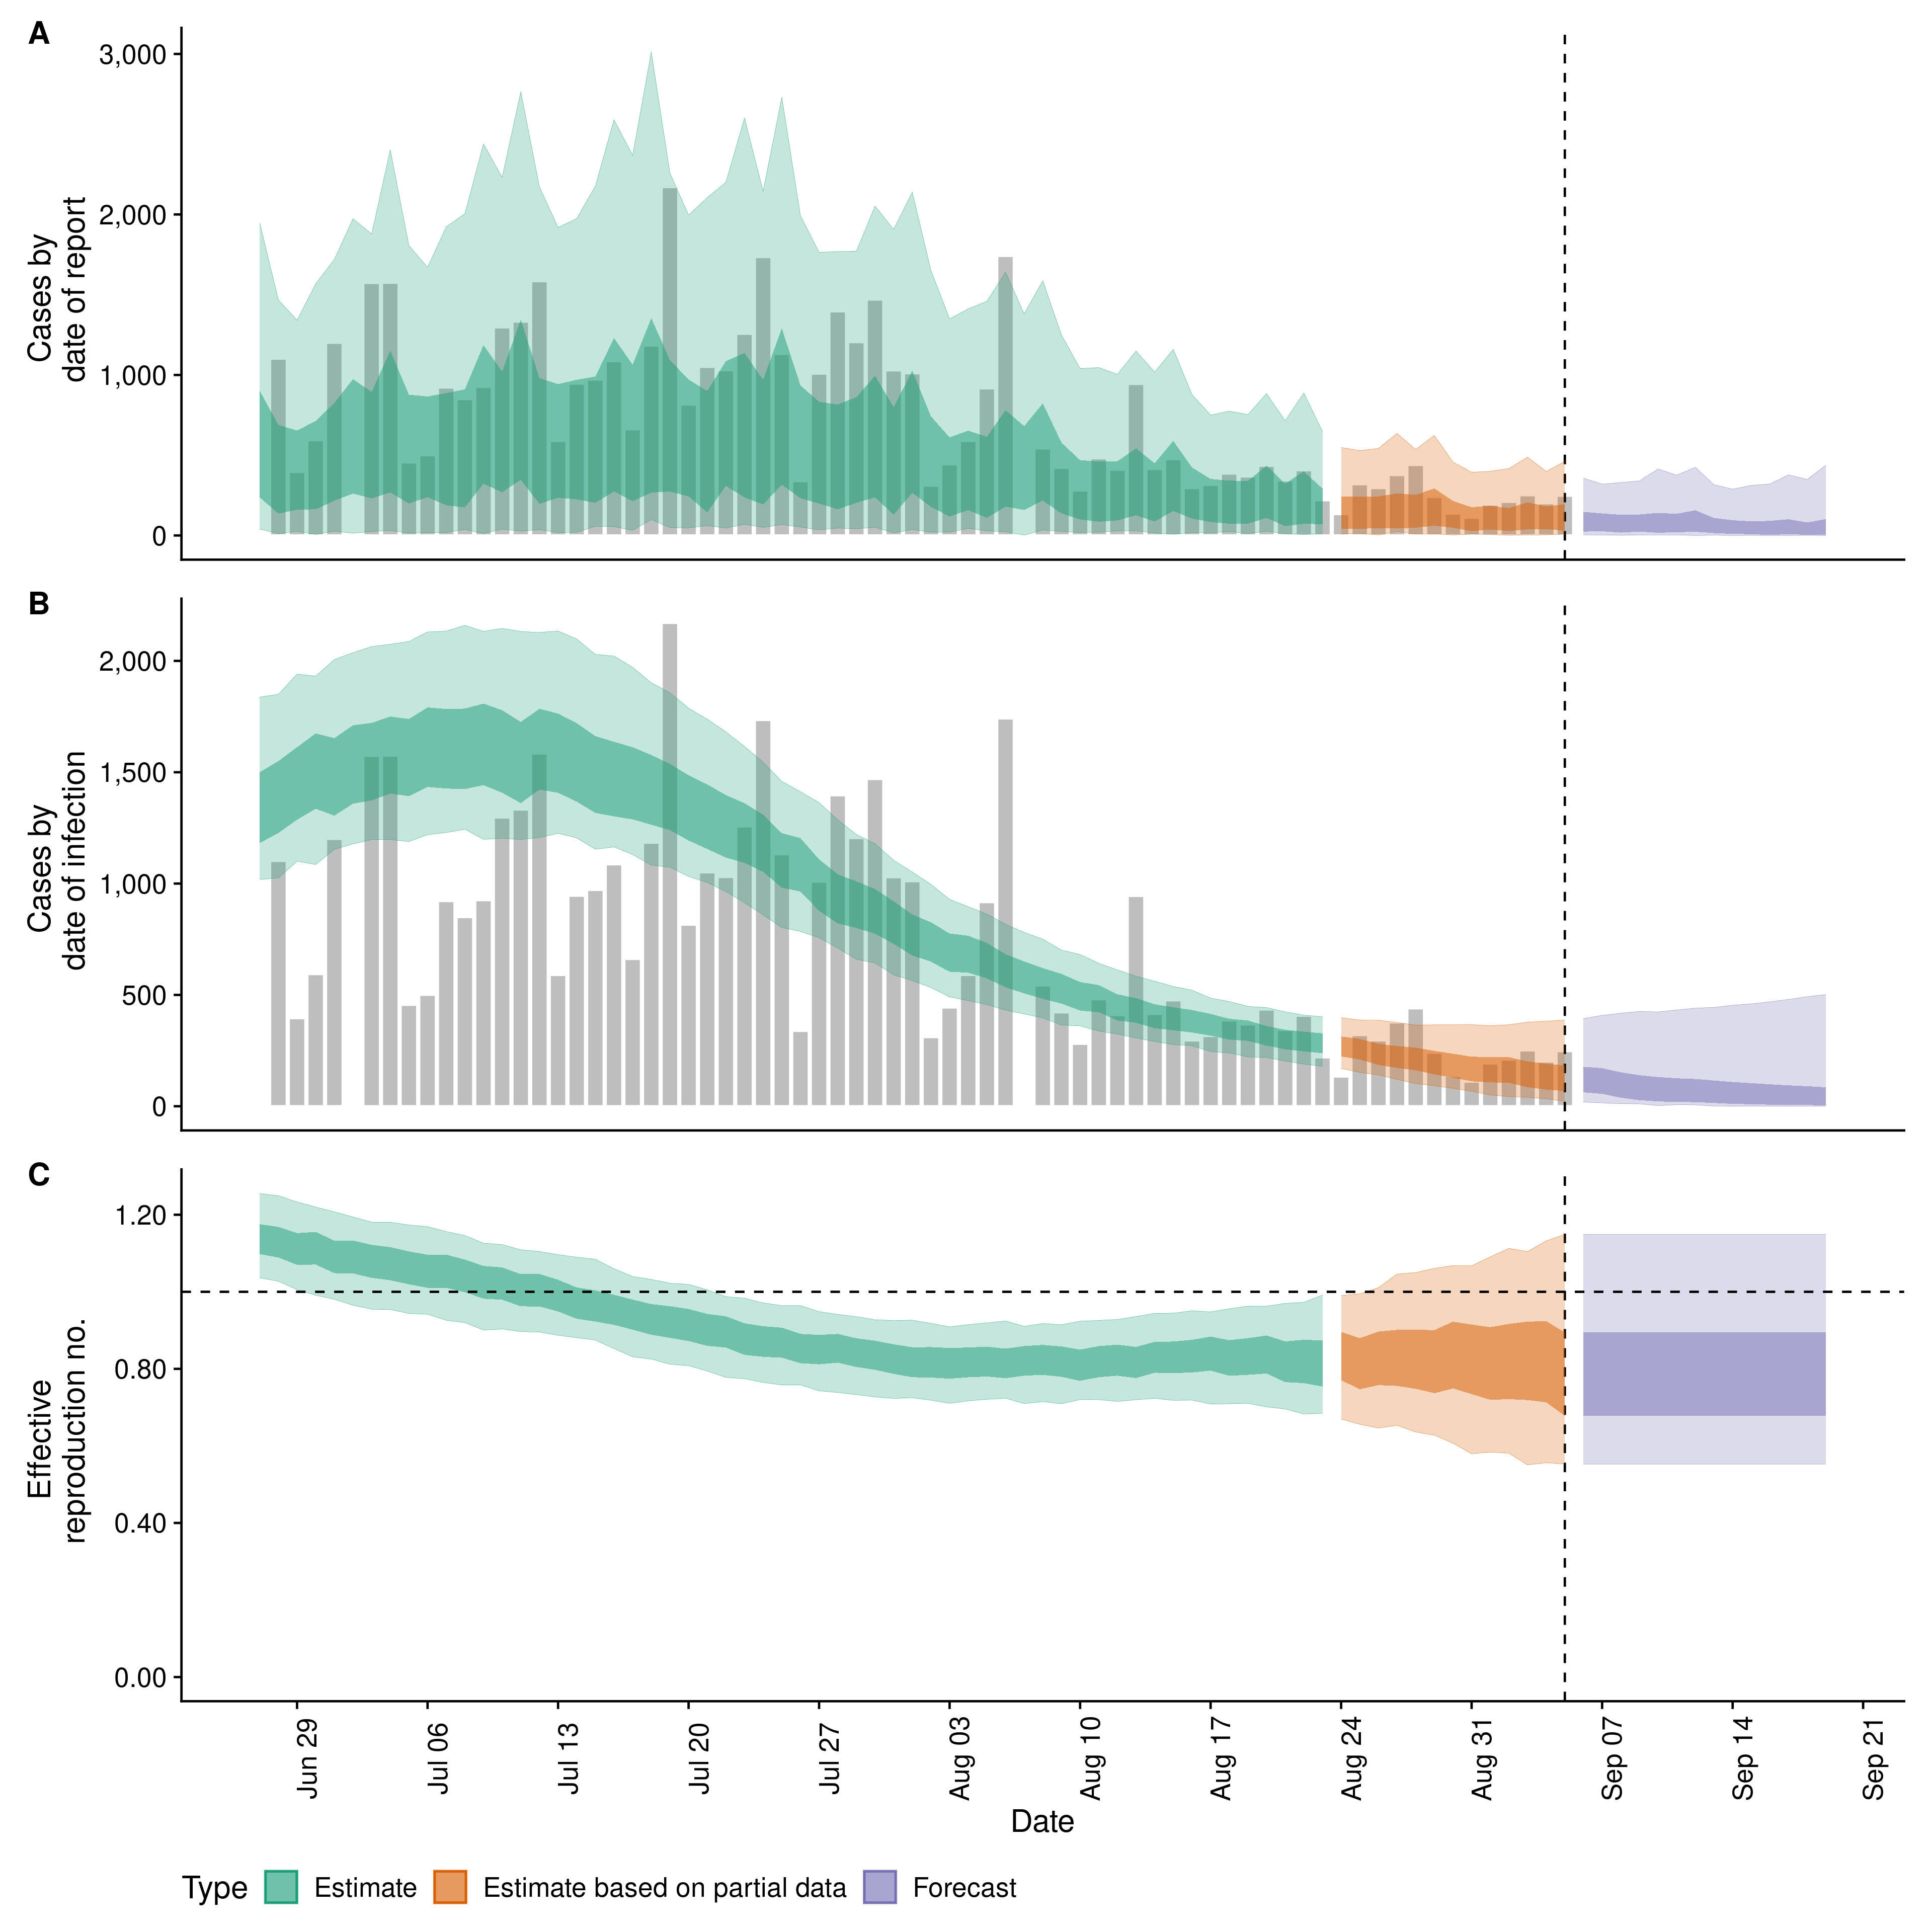 A
3,000
2,000
1,000
0
Cases by
date of report
B
2,000
1,500
1,000
500
0
Cases by
date of infection
C
1.20
0.80
0.40
0.00
Effective
reproduction no.
Jun 29
Jul 06
Jul 13
Jul 20
Jul 27
Aug 03
Aug 10
Aug 17
Aug 24
Aug 31
Sep 07
Sep 14
Sep 21
Date
Type Estimate Estimate based on partial data Forecast